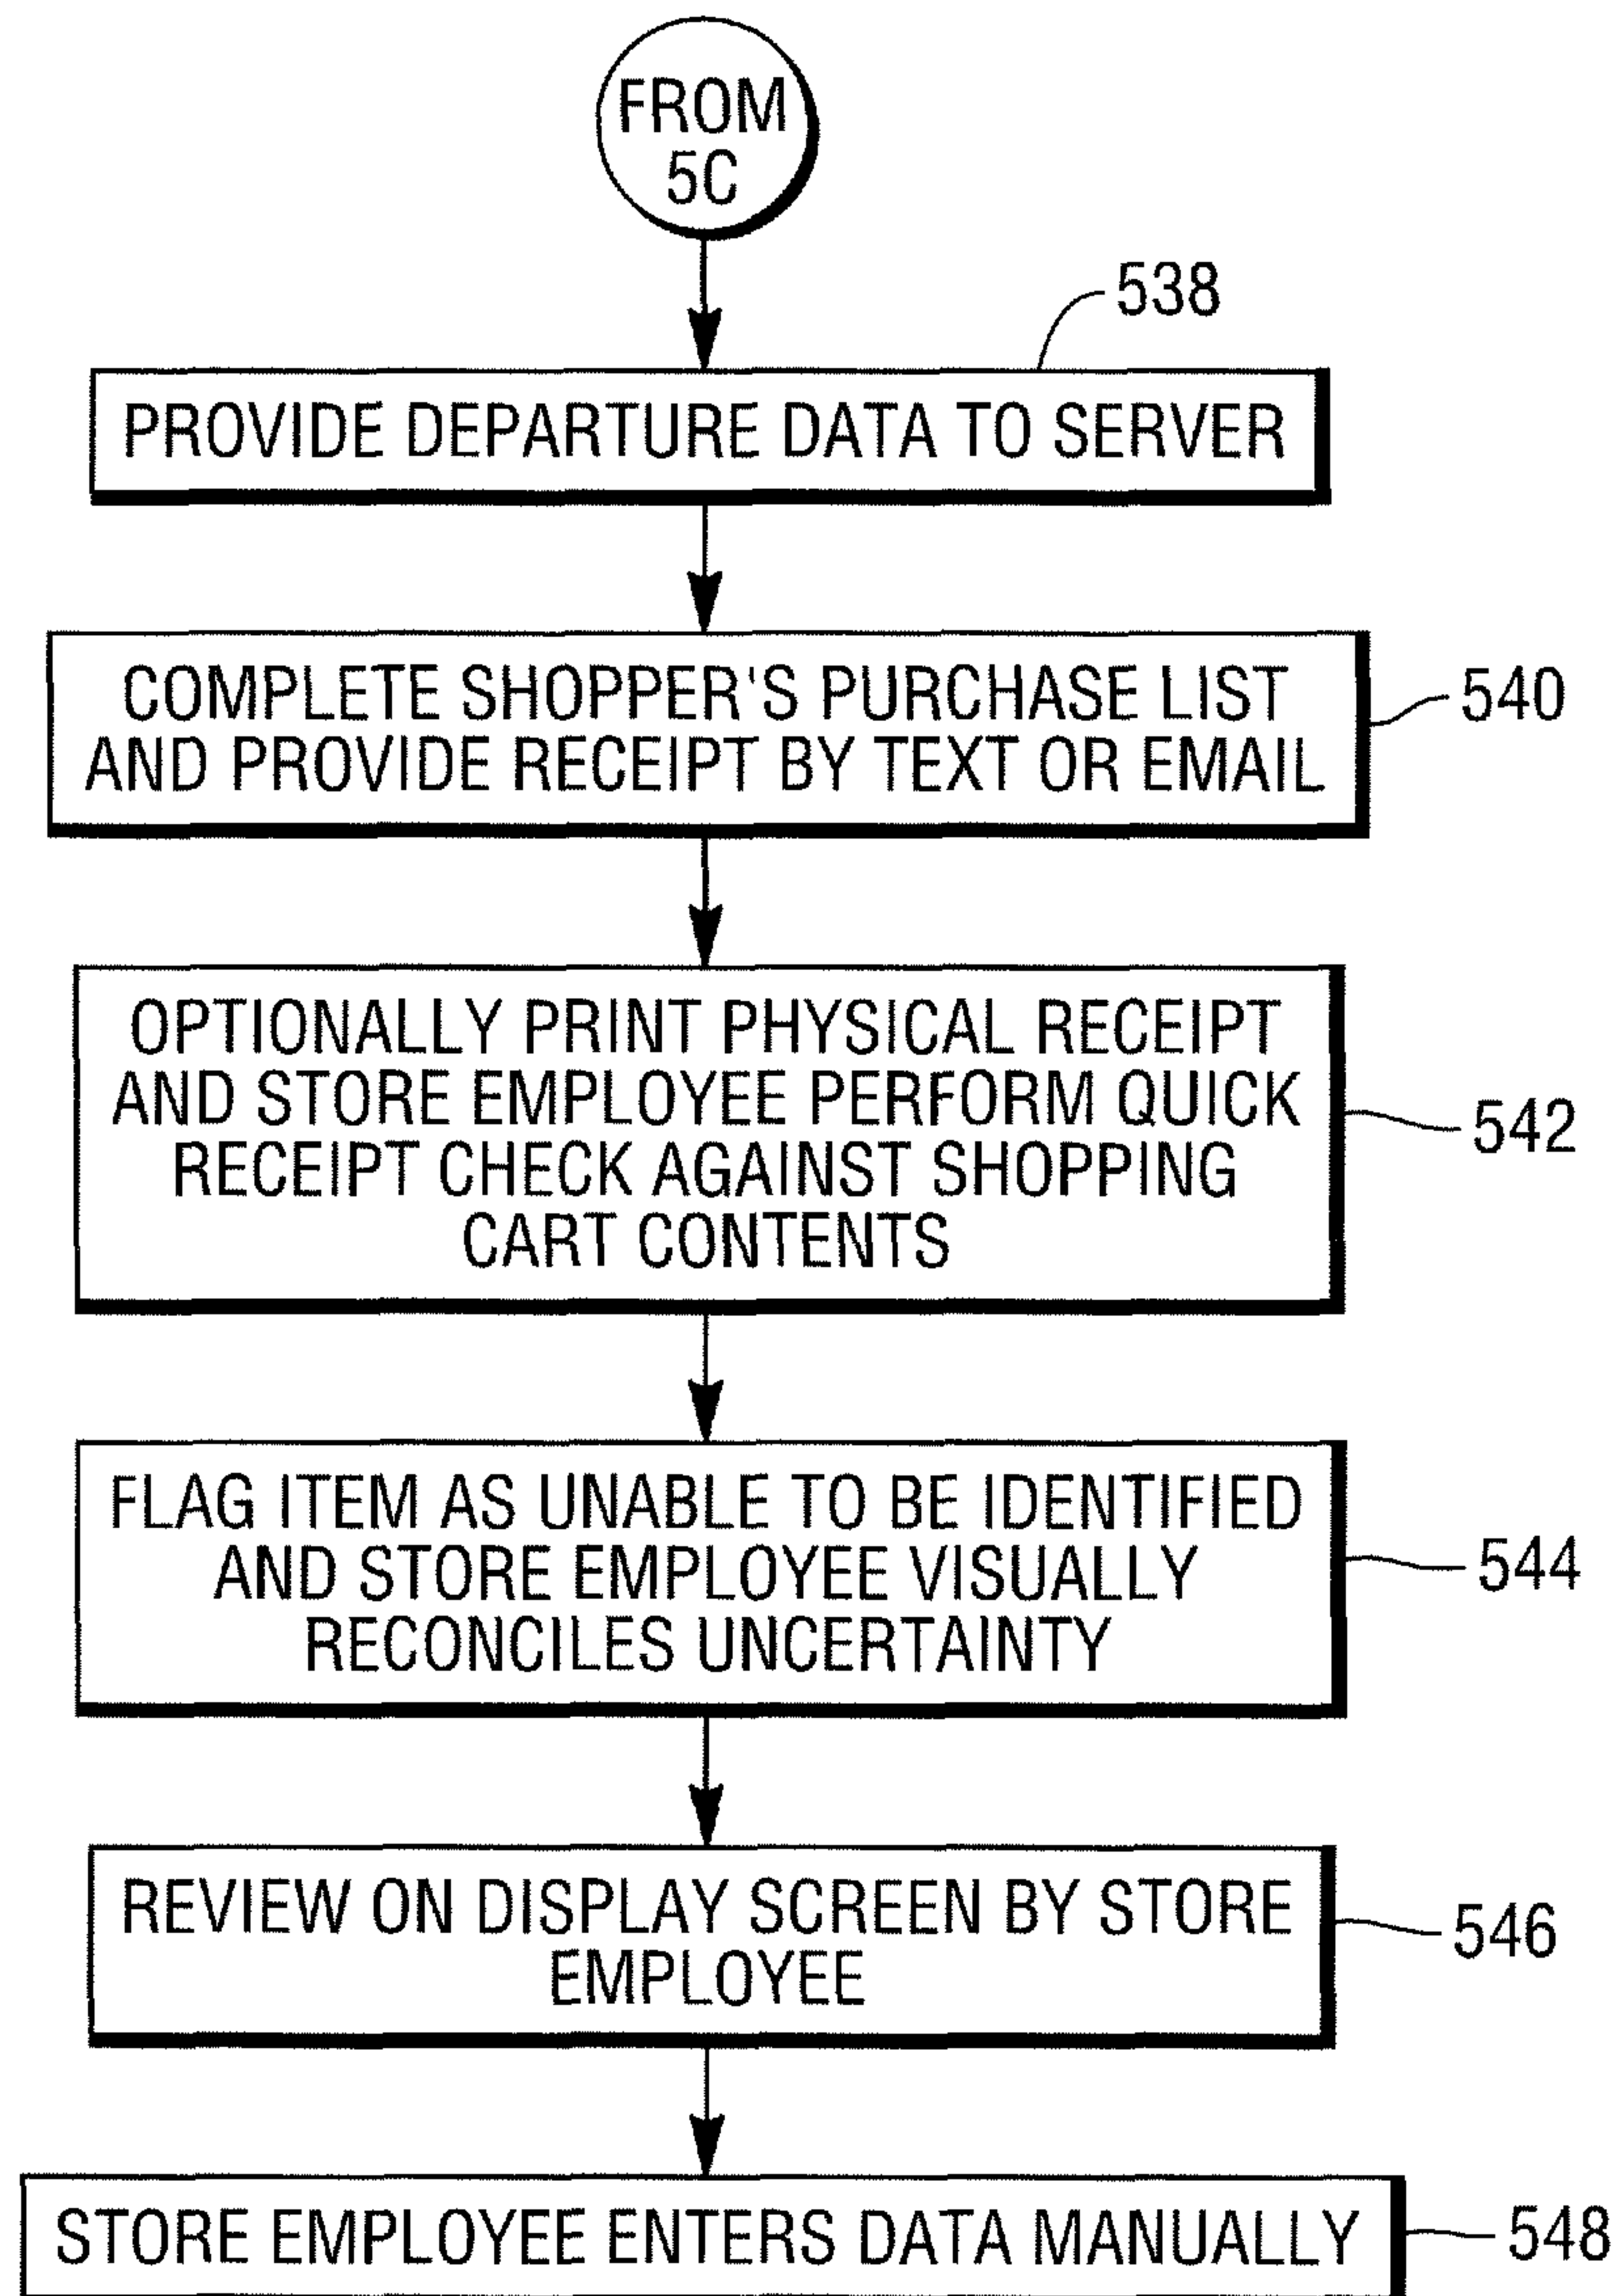 FROM
5C
538
PROVIDE DEPARTURE DATA TO SERVER
COMPLETE SHOPPER'S PURCHASE LIST
AND PROVIDE RECEIPT BY TEXT OR EMAIL
540
OPTIONALLY PRINT PHYSICAL RECEIPT
AND STORE EMPLOYEE PERFORM QUICK
RECEIPT CHECK AGAINST SHOPPING
CART CONTENTS
542
FLAG ITEM AS UNABLE TO BE IDENTIFIED
AND STORE EMPLOYEE VISUALLY
RECONCILES UNCERTAINTY
544
REVIEW ON DISPLAY SCREEN BY STORE
EMPLOYEE
546
STORE EMPLOYEE ENTERS DATA MANUALLY
548